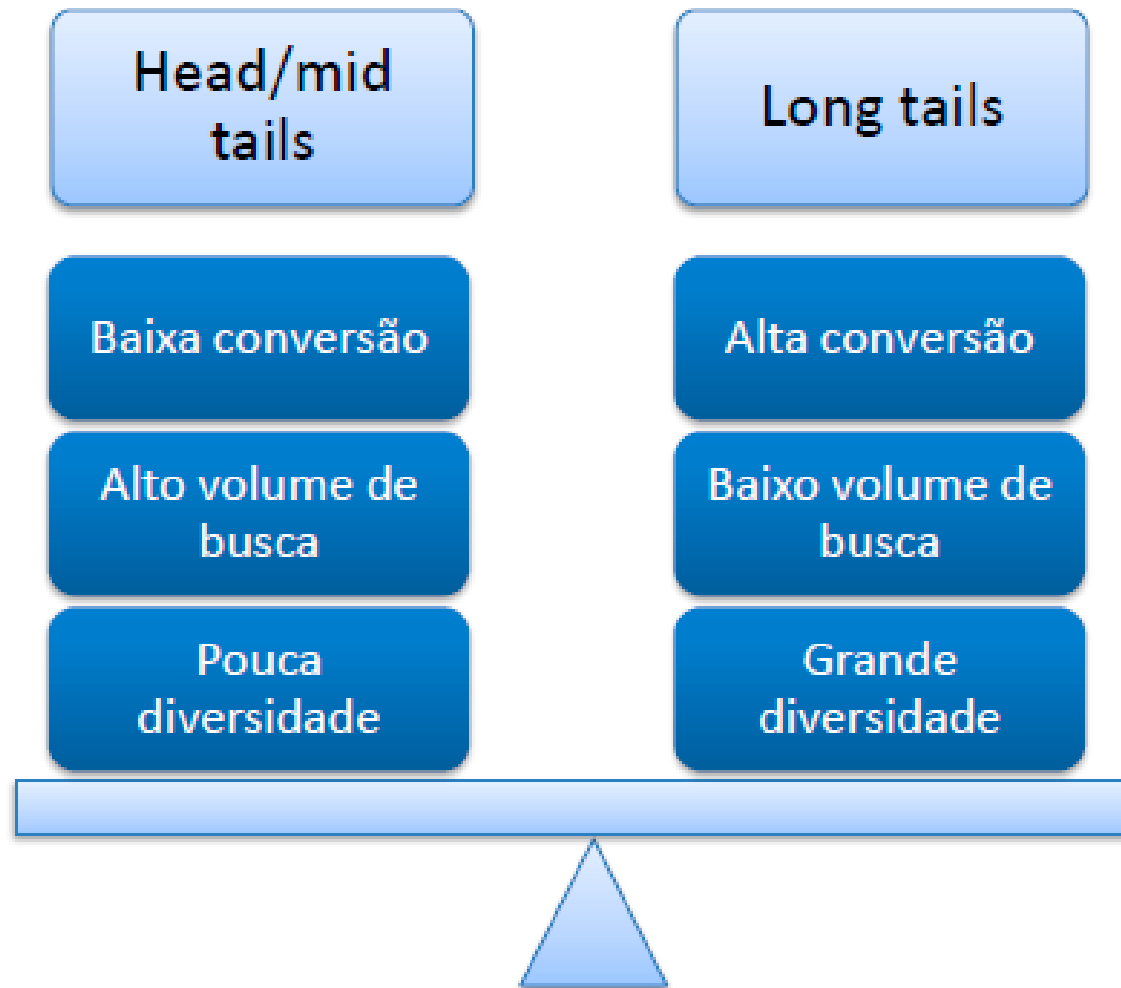 Head/mid
tails
Long tails
Baixa conversão
Alta conversão
Alto volume de
busca
Baixo volume de
busca
Pouca
diversidade
Grande
diversidade